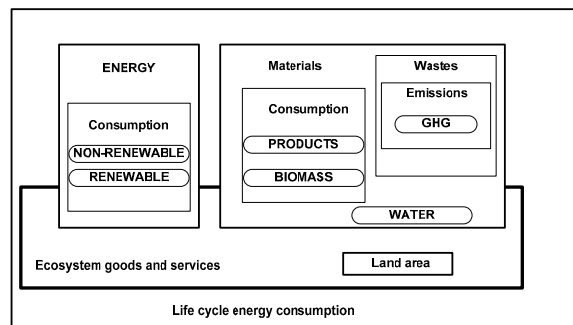 ENERGY
Consumption
NON-RENEWABLE
RENEWABLE
Materials
Consumption
PRODUCTS
BIOMASS
Wastes
Emissions
GHG
WATER
Ecosystem goods and services
Land area
Life cycle energy consumption